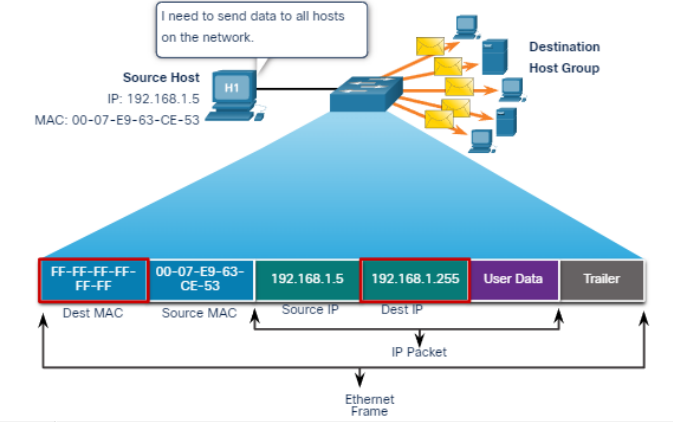 I need to send data to all hosts
on the network.
Destination
Host Group
Source Host
H1
IP: 192.168.1.5
MAC: 00-07-E9-63-CE-53
FF-FF-FF-FF-
FF-FF
00-07-E9-63-
CE-53
192.168.1.5
192.168.1.255
User Data
Trailer
Dest MAC
Source MAC
Source IP
Dest IP
IP Packet
Ethernet
Frame